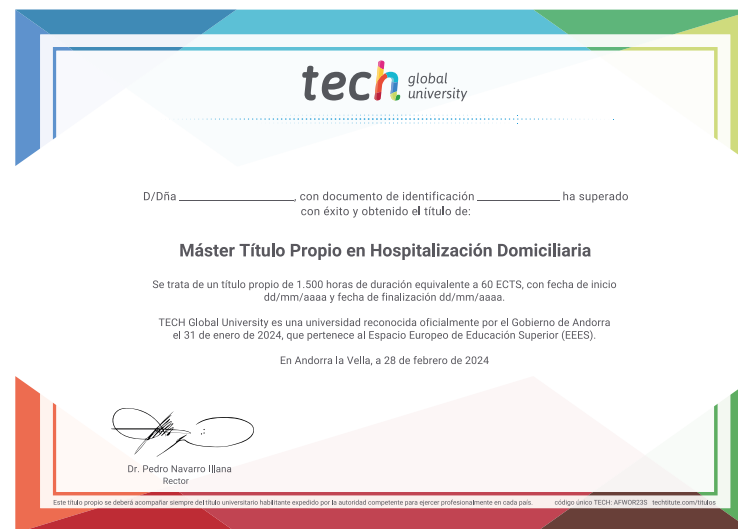 tech global
university
D/Dña ____________, con documento de identificación ____________ ha superado
con éxito y obtenido el título de:
Máster Título Propio en Hospitalización Domiciliaria
Se trata de un título propio de 1.500 horas de duración equivalente a 60 ECTS, con fecha de inicio
dd/mm/aaaa y fecha de finalización dd/mm/aaaa.
TECH Global University es una universidad reconocida oficialmente por el Gobierno de Andorra
el 31 de enero de 2024, que pertenece al Espacio Europeo de Educación Superior (EEES).
En Andorra la Vella, a 28 de febrero de 2024
Dr. Pedro Navarro Illana
Rector
Este título propio se deberá acompañar siempre del título universitario habilitante expedido por la autoridad competente para ejercer profesionalmente en cada país. código único TECH: AFWOR23S techtitute.com/titulos